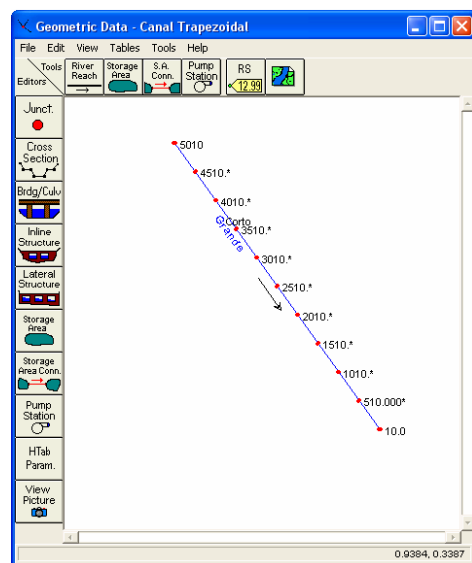 Geometric Data - Canal Trapezoidal
File Edit View Tables Tools Help
Tools
Editors
River
Reach
Storage
Area
S.A.
Conn.
Pump
Station
RS
12.99
Junct.
Cross
Section
Brdg/Culv
Inline
Structure
Lateral
Structure
Storage
Area
Storage
Area Conn.
Pump
Station
HTab
Param.
View
Picture
5010
4510.*
4010.*
Corto
3510.*
Grande
3010.*
2510.*
2010.*
1510.*
1010.*
510.000*
10.0
0.9384, 0.3387